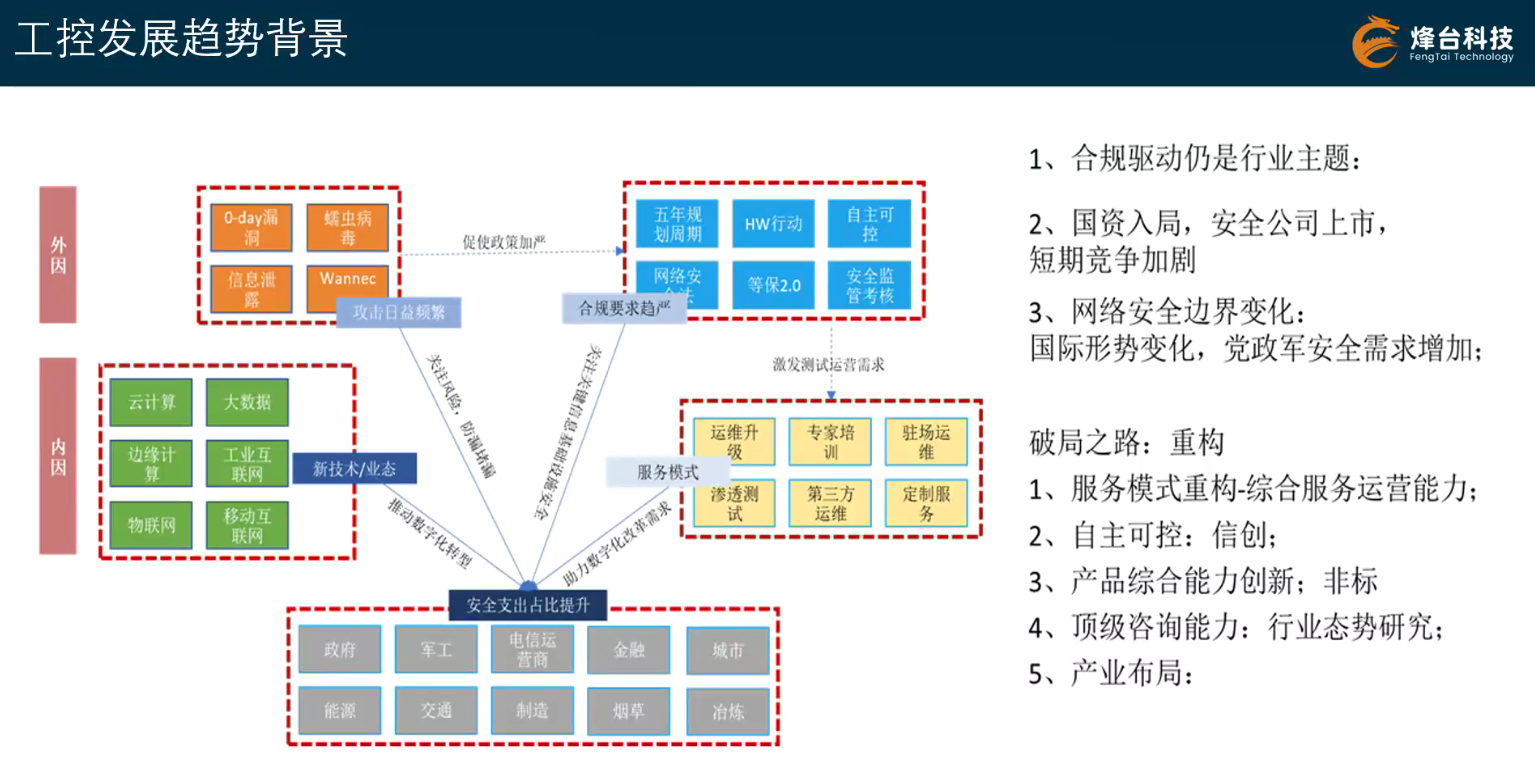 工控发展趋势背景
烽台科技
FengTai Technology
外
因
0-day漏
洞
蠕虫病
毒
信息泄
露
Wannec
攻击日益频繁
促使政策加严
五年规
划周期
HW行动
自主可
控
网络安
全法
等保2.0
安全监
管考核
合规要求趋严
激发测试运营需求
内
因
云计算
大数据
边缘计
算
工业互
联网
物联网
移动互
联网
新技术/业态
关注风险，防漏堵漏
关注关键信息基础设施安全
推动数字化转型
助力数字化改革需求
服务模式
运维升
级
专家培
训
驻场运
维
渗透测
试
第三方
运维
定制服
务
安全支出占比提升
政府
军工
电信运
营商
金融
城市
能源
交通
制造
烟草
冶炼
1、合规驱动仍是行业主题：
2、国资入局，安全公司上市，
短期竞争加剧
3、网络安全边界变化：
国际形势变化，党政军安全需求增加；
破局之路：重构
1、服务模式重构-综合服务运营能力；
2、自主可控：信创；
3、产品综合能力创新；非标
4、顶级咨询能力：行业态势研究；
5、产业布局：